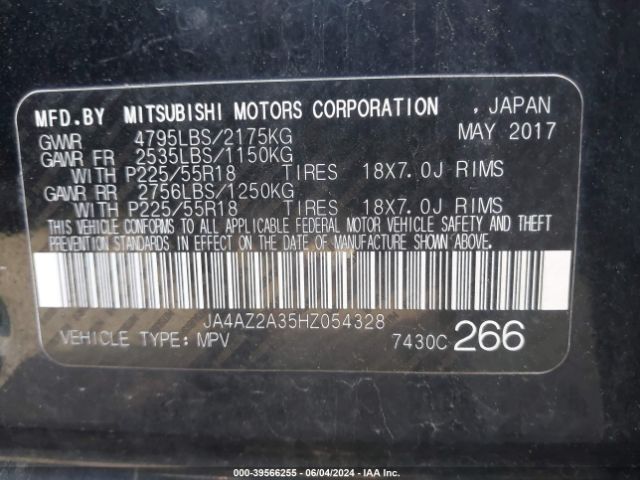 MFD.BY MITSUBISHI MOTORS CORPORATION , JAPAN
GVWR 4795LBS/2175KG MAY 2017
GAWR FR 2535LBS/1150KG
WITH P225/55R18 TIRES 18X7.0J RIMS
GAWR RR 2756LBS/1250KG
WITH P225/55R18 TIRES 18X7.0J RIMS
THIS VEHICLE CONFORMS TO ALL APPLICABLE FEDERAL MOTOR VEHICLE SAFETY AND THEFT
PREVENTION STANDARDS IN EFFECT ON THE DATE OF MANUFACTURE SHOWN ABOVE.
JA4AZ2A35HZ054328
VEHICLE TYPE: MPV 7430C 266
000-39566255 - 06/04/2024 - IAA Inc.